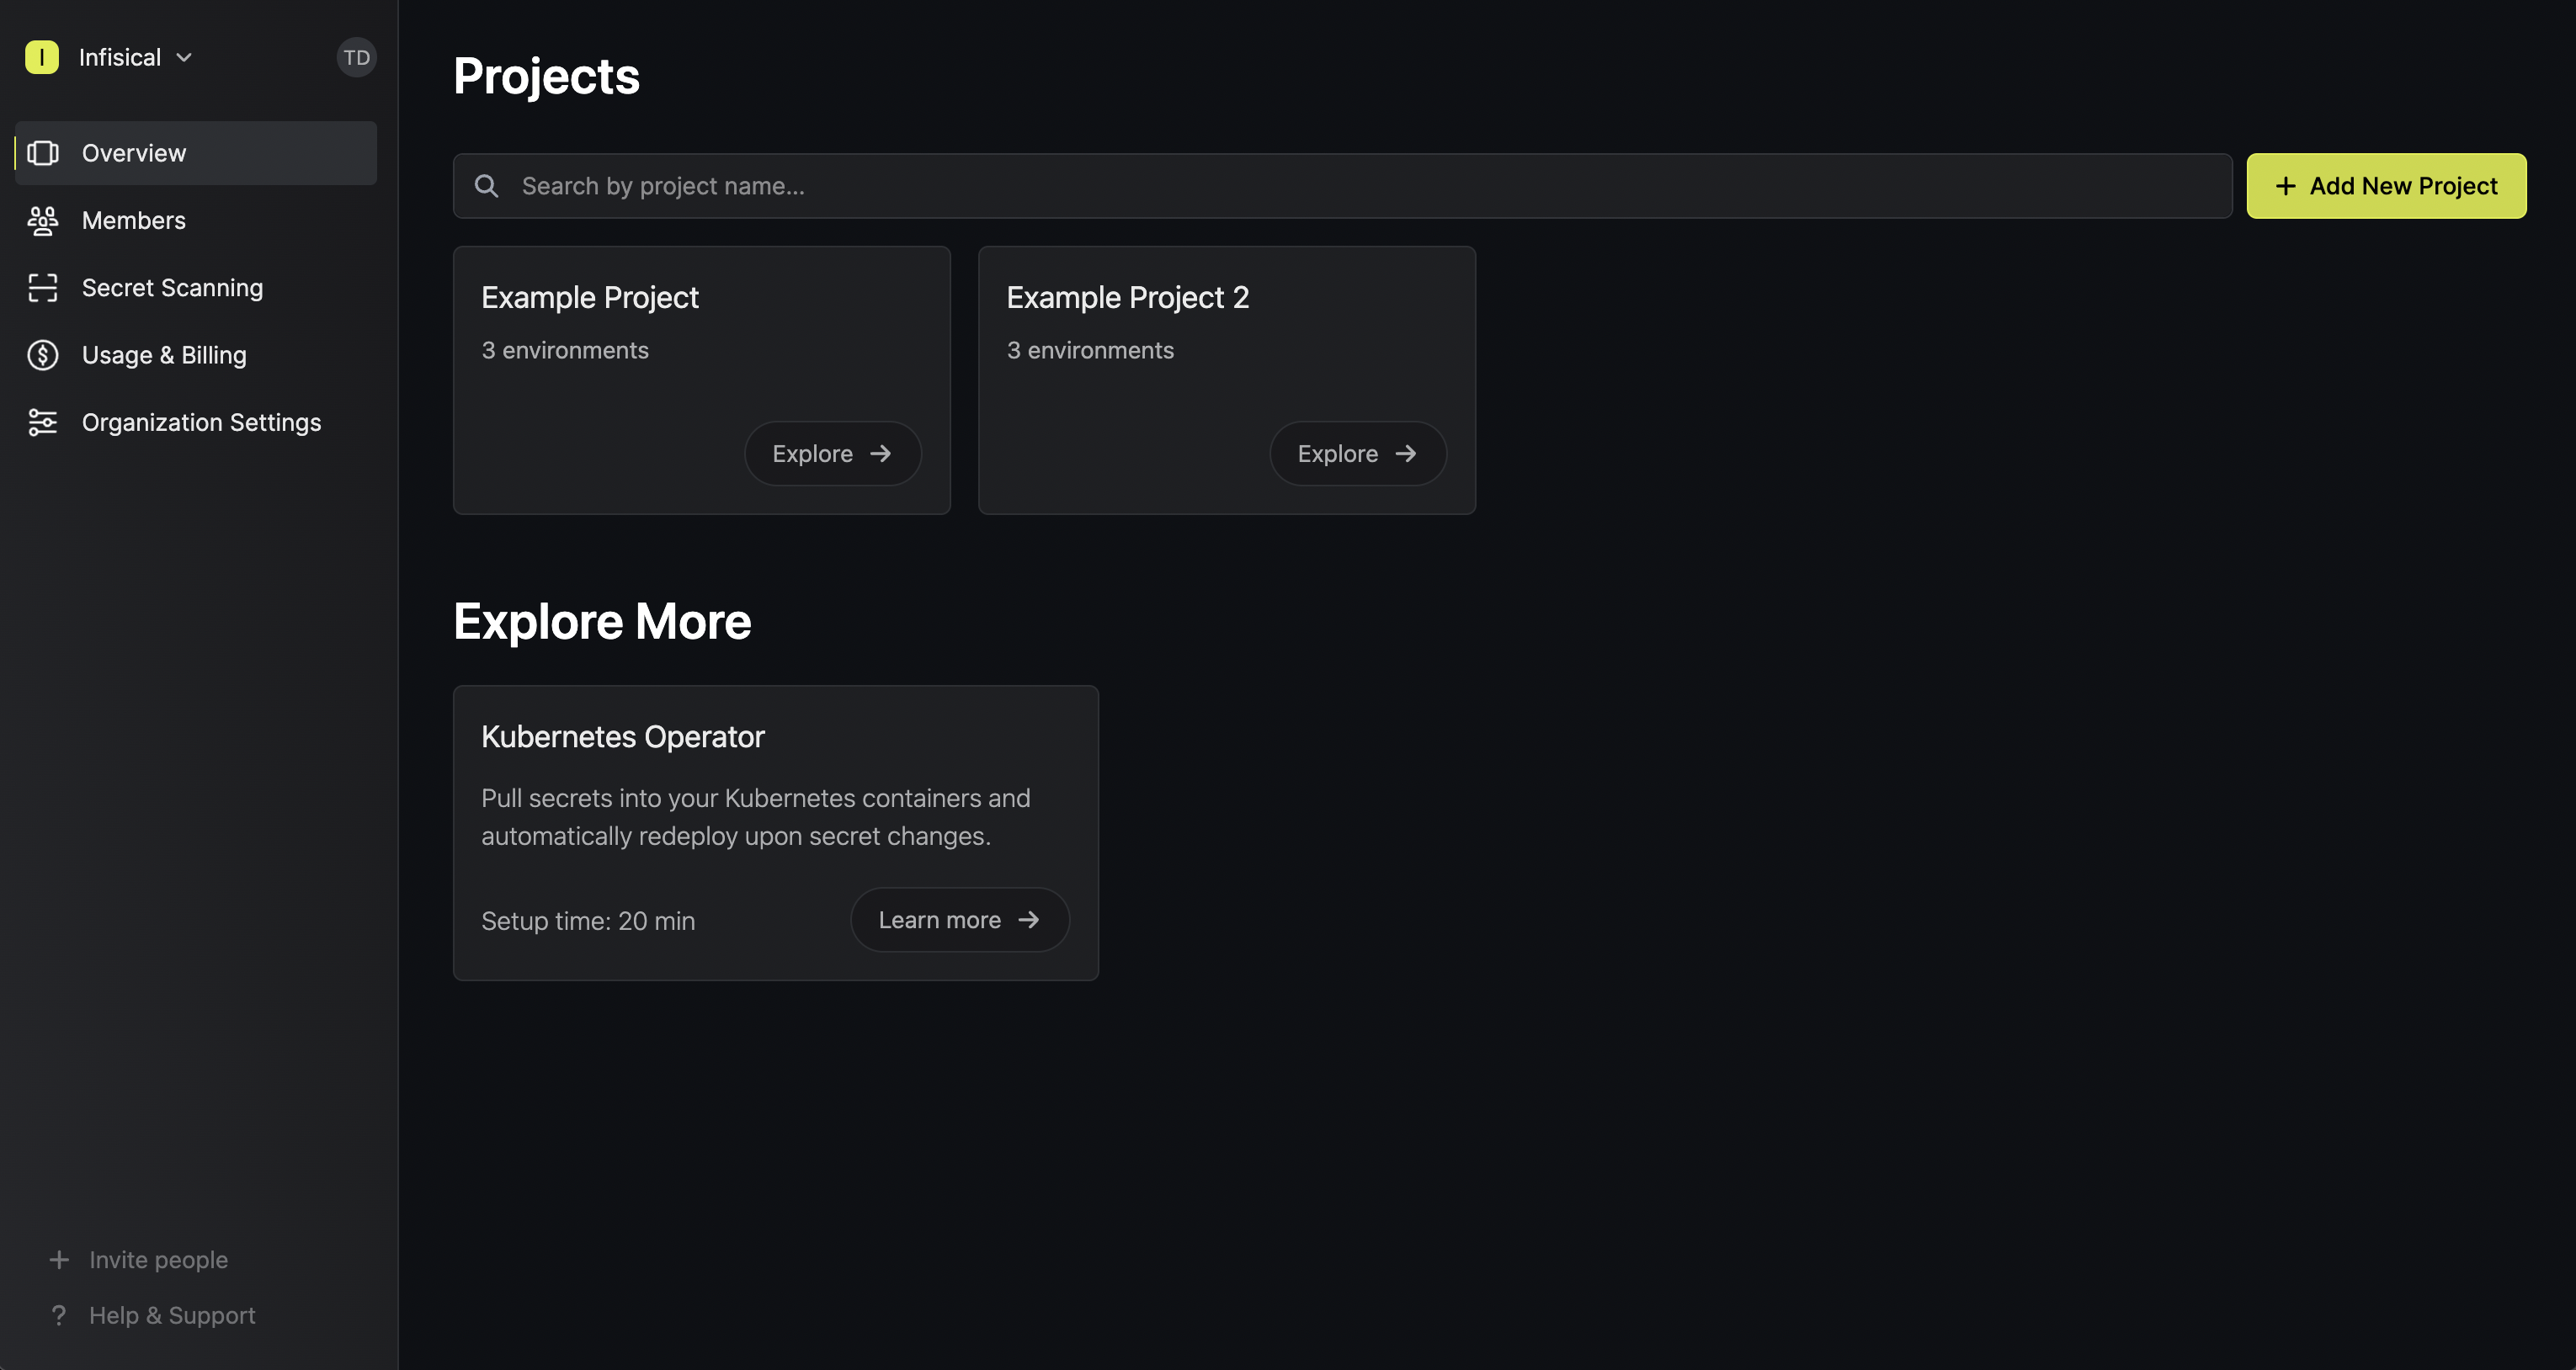 I Infisical TD
Overview
Members
Secret Scanning
Usage & Billing
Organization Settings
Invite people
Help & Support
Projects
Search by project name...
Add New Project
Example Project
3 environments
Explore
Example Project 2
3 environments
Explore
Explore More
Kubernetes Operator
Pull secrets into your Kubernetes containers and
automatically redeploy upon secret changes.
Setup time: 20 min
Learn more